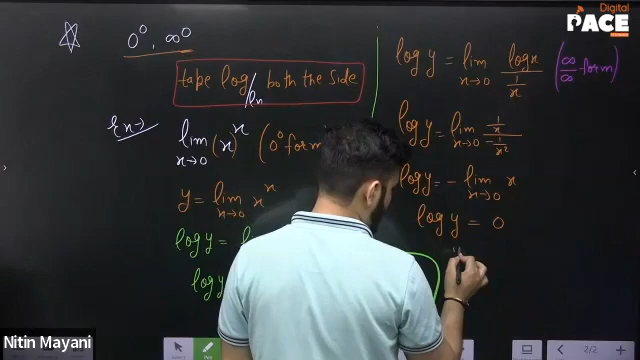 0⁰, ∞⁰
take log/ln both the side
Ex→
lim x→0 (x)^x (0⁰ form
y = lim x→0 x^x
log y =
log y
log y = lim x→0 log x / (1/x) (∞/∞ form)
log y = lim x→0 (1/x) / (-1/x²)
log y = - lim x→0 x
log y = 0
Digital
PACE
Nitin Mayani
2/2